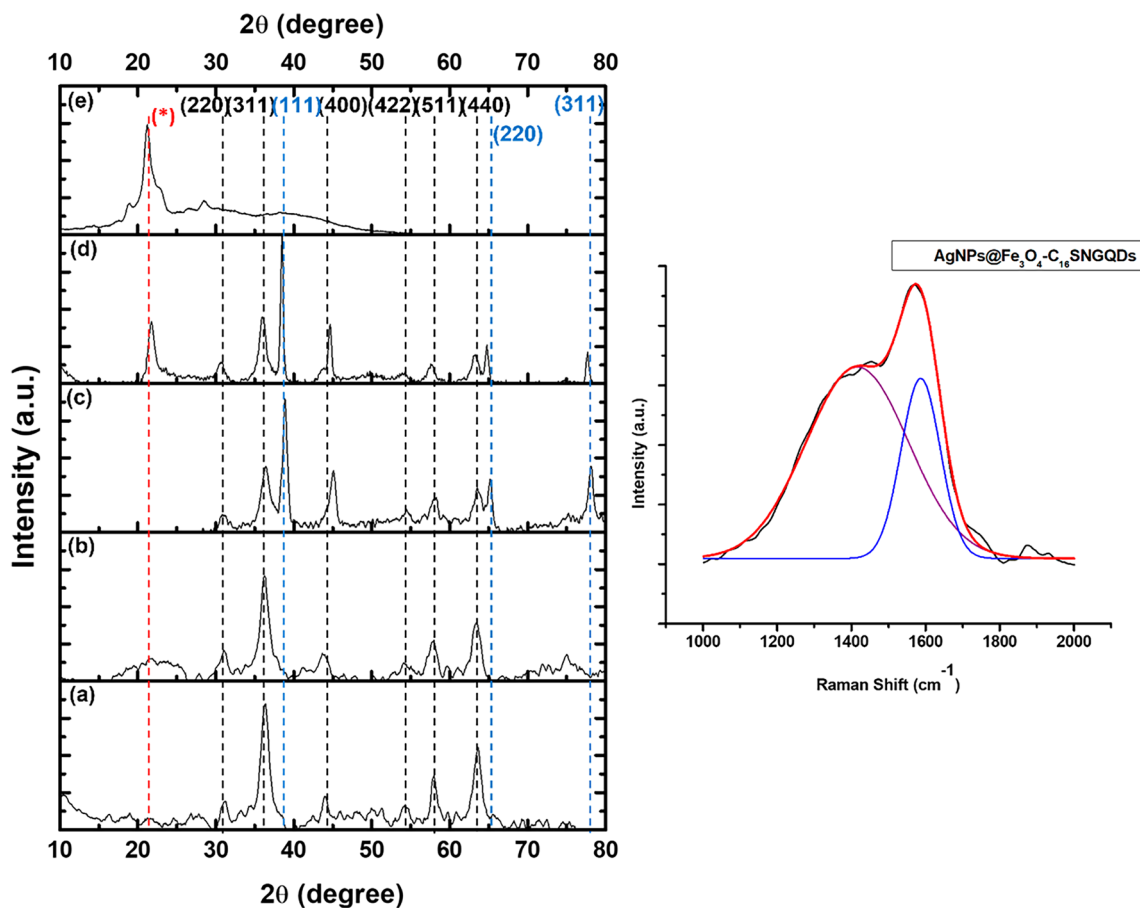 2θ (degree)
10 20 30 40 50 60 70 80
(e)
(*)
(220)(311)(111)(400)(422)(511)(440)
(311)
(220)
(d)
(c)
(b)
(a)
Intensity (a.u.)
10 20 30 40 50 60 70 80
2θ (degree)
AgNPs@Fe₃O₄-C₁₆SNGQDs
Intensity (a.u.)
1000 1200 1400 1600 1800 2000
Raman Shift (cm⁻¹)